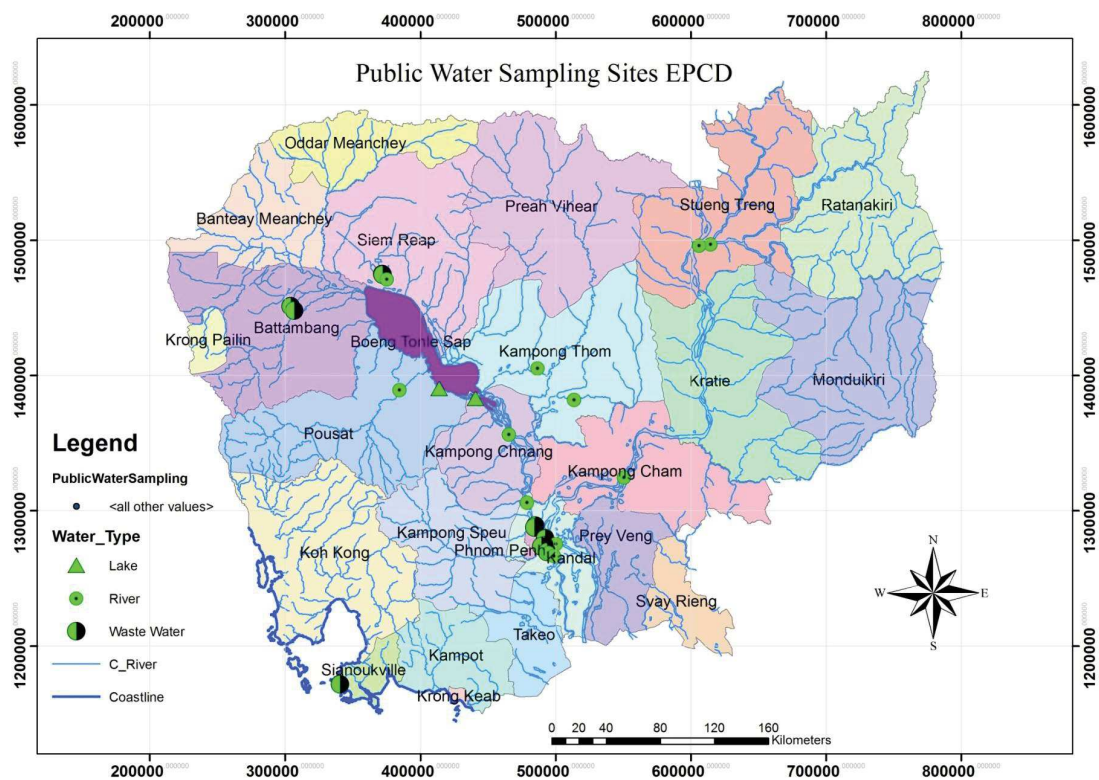 200000 300000 400000 500000 600000 700000 800000
Public Water Sampling Sites EPCD
1600000
1500000
1400000
1300000
1200000
1600000
1500000
1400000
1300000
1200000
Oddar Meanchey
Banteay Meanchey
Preah Vihear
Stueng Treng
Ratanakiri
Siem Reap
Battambang
Krong Pailin
Boeng Tonle Sap
Kampong Thom
Kratie
Mondulkiri
Pousat
Kampong Chnang
Kampong Cham
Kampong Speu
Prey Veng
Phnom Penh
Kandal
Koh Kong
Svay Rieng
Takeo
Kampot
Sianoukville
Krong Keab
Legend
PublicWaterSampling
<all other values>
Water_Type
Lake
River
Waste Water
C_River
Coastline
N
W E
S
0 20 40 80 120 160
Kilometers
200000 300000 400000 500000 600000 700000 800000